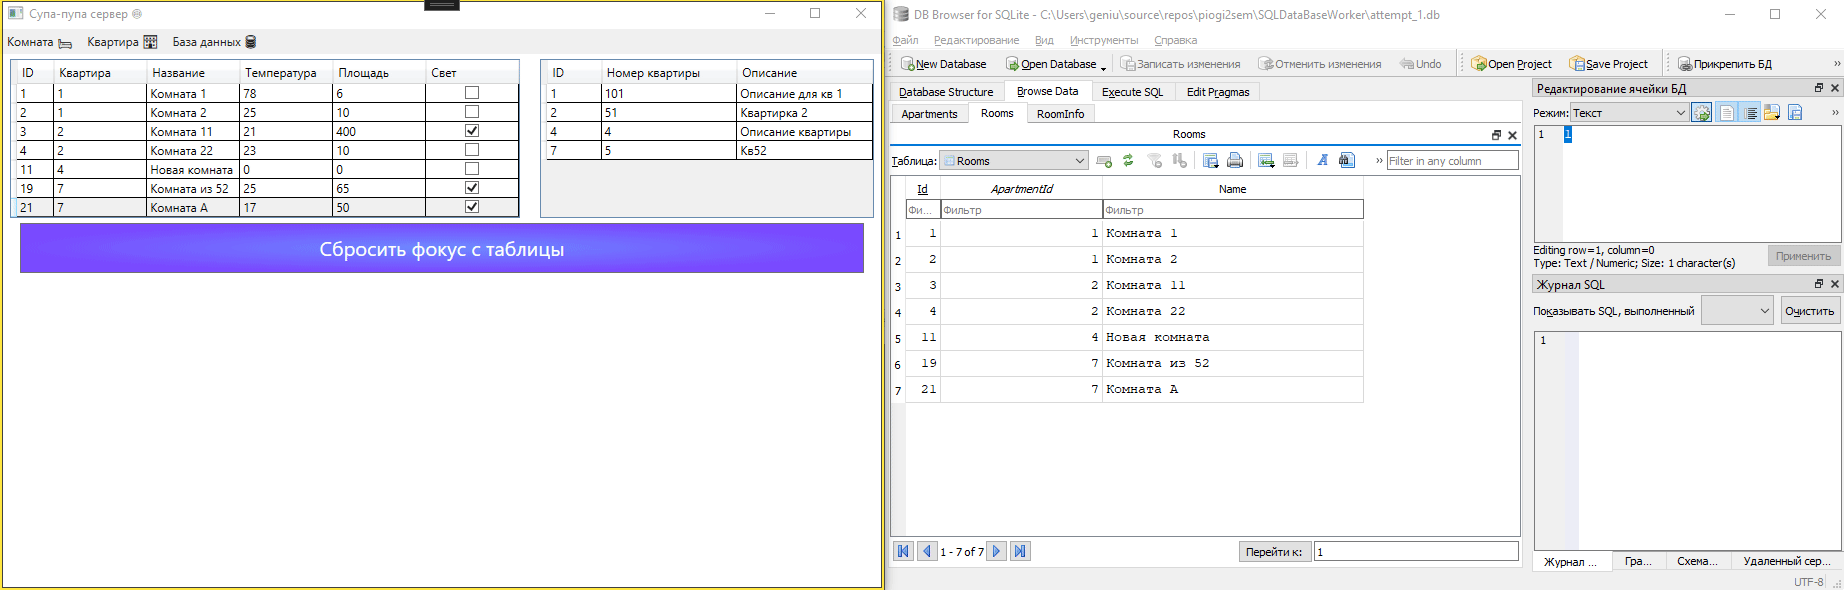 Супа-пупа сервер
Комната Квартира База данных
ID Квартира Название Температура Площадь Свет
1 1 Комната 1 78 6
2 1 Комната 2 25 10
3 2 Комната 11 21 400
4 2 Комната 22 23 10
11 4 Новая комната 0 0
19 7 Комната из 52 25 65
21 7 Комната А 17 50
ID Номер квартиры Описание
1 101 Описание для кв 1
2 51 Квартирка 2
4 4 Описание квартиры
7 5 Кв52
Сбросить фокус с таблицы
DB Browser for SQLite - C:\Users\geniu\source\repos\piogi2sem\SQLDataBaseWorker\attempt_1.db
Файл Редактирование Вид Инструменты Справка
New Database Open Database Записать изменения Отменить изменения Undo Open Project Save Project Прикрепить БД »
Database Structure Browse Data Execute SQL Edit Pragmas
Apartments Rooms RoomInfo
Rooms
Таблица: Rooms » Filter in any column
Id ApartmentId Name
Фи... Фильтр Фильтр
1 1 1 Комната 1
2 2 1 Комната 2
3 3 2 Комната 11
4 4 2 Комната 22
5 11 4 Новая комната
6 19 7 Комната из 52
7 21 7 Комната А
1 - 7 of 7 Перейти к: 1
Редактирование ячейки БД
Режим: Текст »
1 1
Editing row=1, column=0
Type: Text / Numeric; Size: 1 character(s)
Применить
Журнал SQL
Показывать SQL, выполненный Очистить
1
Журнал ... Гра... Схема... Удаленный сер...
UTF-8